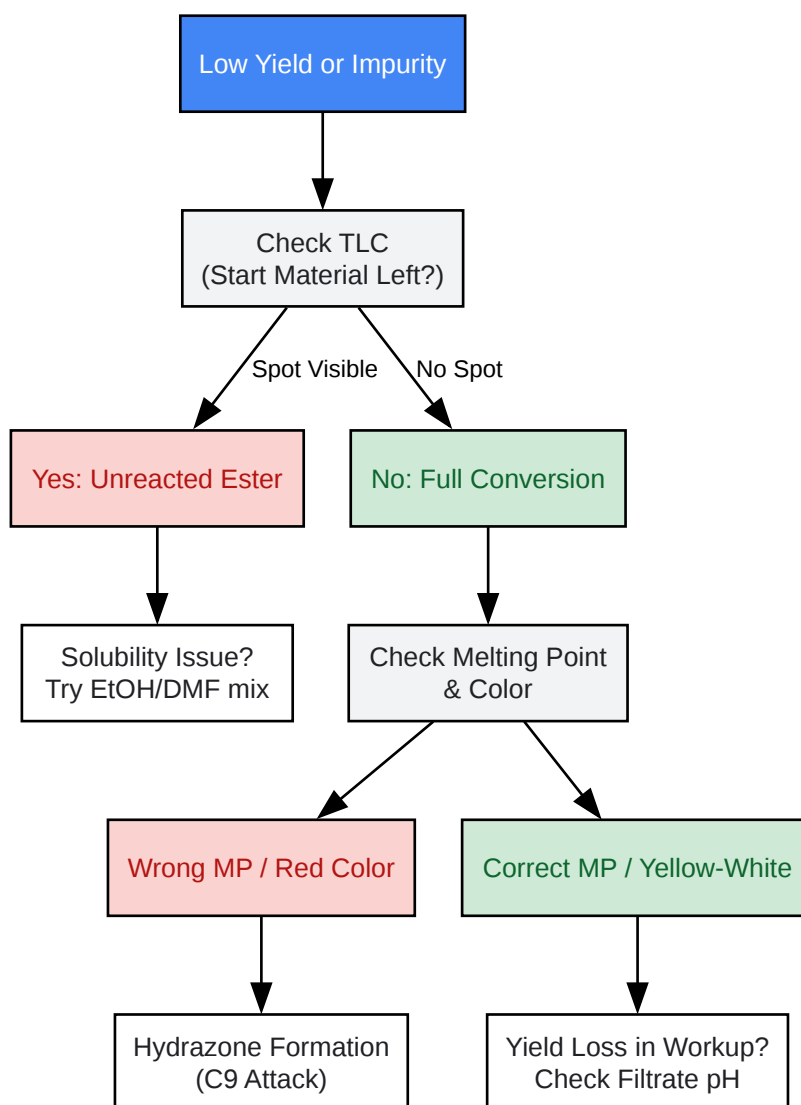 Low Yield or Impurity
Check TLC
(Start Material Left?)
Spot Visible
No Spot
Yes: Unreacted Ester
No: Full Conversion
Solubility Issue?
Try EtOH/DMF mix
Check Melting Point
& Color
Wrong MP / Red Color
Correct MP / Yellow-White
Hydrazone Formation
(C9 Attack)
Yield Loss in Workup?
Check Filtrate pH